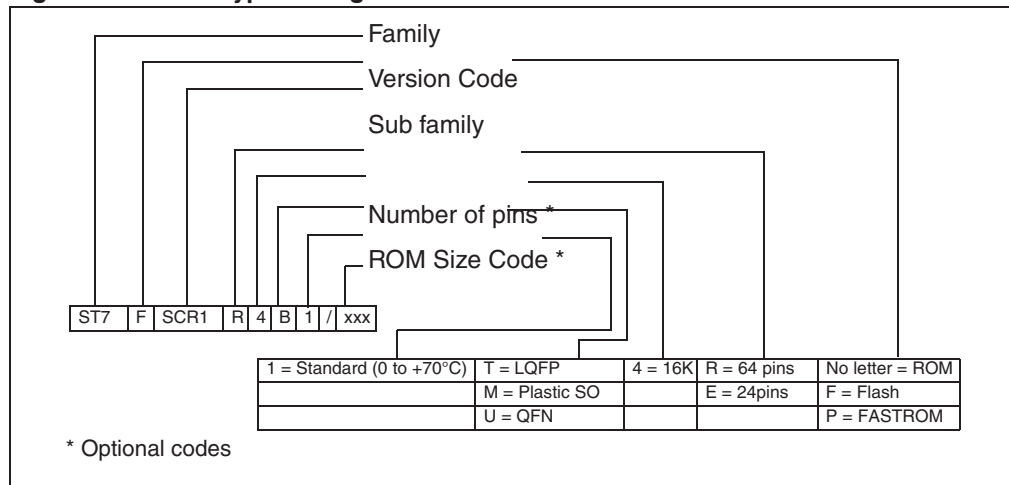 Family
Version Code
Sub family
Number of pins *
ROM Size Code *
ST7 F SCR1 R 4 B 1 / xxx
1 = Standard (0 to +70°C) T = LQFP 4 = 16K R = 64 pins No letter = ROM
M = Plastic SO E = 24pins F = Flash
U = QFN P = FASTROM
* Optional codes